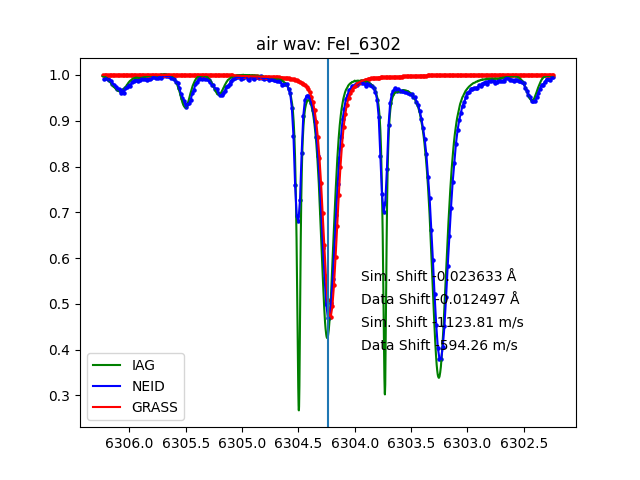 air wav: FeI_6302
1.0
0.9
0.8
0.7
0.6
0.5
0.4
0.3
Sim. Shift -0.023633 Å
Data Shift -0.012497 Å
Sim. Shift -1123.81 m/s
Data Shift -594.26 m/s
IAG
NEID
GRASS
6306.0 6305.5 6305.0 6304.5 6304.0 6303.5 6303.0 6302.5